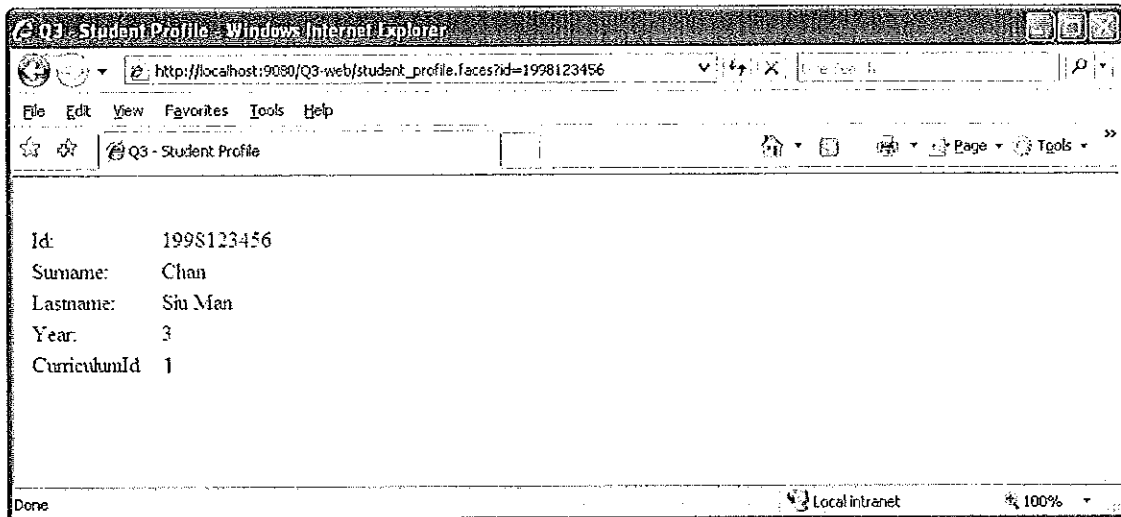 Q3 - Student Profile - Windows Internet Explorer
http://localhost:9080/Q3-web/student_profile.faces?id=1998123456
File Edit View Favorites Tools Help
Q3 - Student Profile
Page Tools
Id: 1998123456
Surname: Chan
Lastname: Siu Man
Year: 3
CurriculumId 1
Done Local intranet 100%